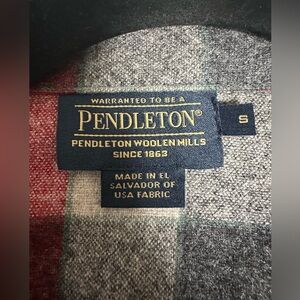 WARRANTED TO BE A
PENDLETON®
PENDLETON WOOLEN MILLS
SINCE 1863
S
MADE IN EL
SALVADOR OF
USA FABRIC